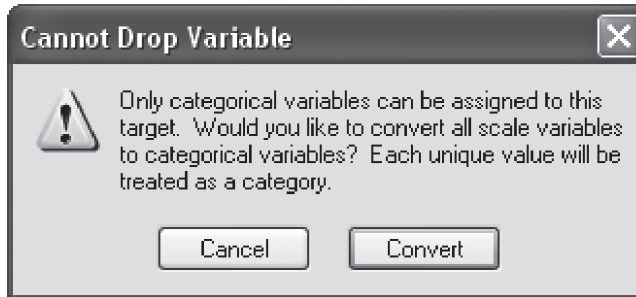 Cannot Drop Variable
Only categorical variables can be assigned to this
target. Would you like to convert all scale variables
to categorical variables? Each unique value will be
treated as a category.
Cancel
Convert